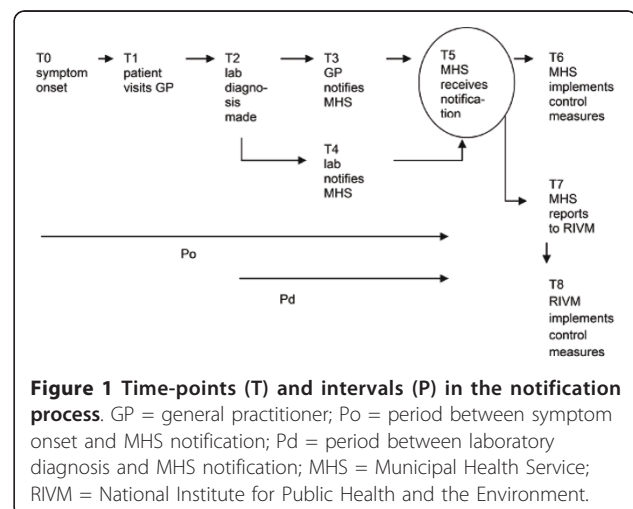 T0
symptom
onset
T1
patient
visits GP
T2
lab
diagno-
sis
made
T3
GP
notifies
MHS
T4
lab
notifies
MHS
T5
MHS
receives
notifica-
tion
T6
MHS
implements
control
measures
T7
MHS
reports
to RIVM
T8
RIVM
implements
control
measures
Po
Pd
Figure 1 Time-points (T) and intervals (P) in the notification
process. GP = general practitioner; Po = period between symptom
onset and MHS notification; Pd = period between laboratory
diagnosis and MHS notification; MHS = Municipal Health Service;
RIVM = National Institute for Public Health and the Environment.